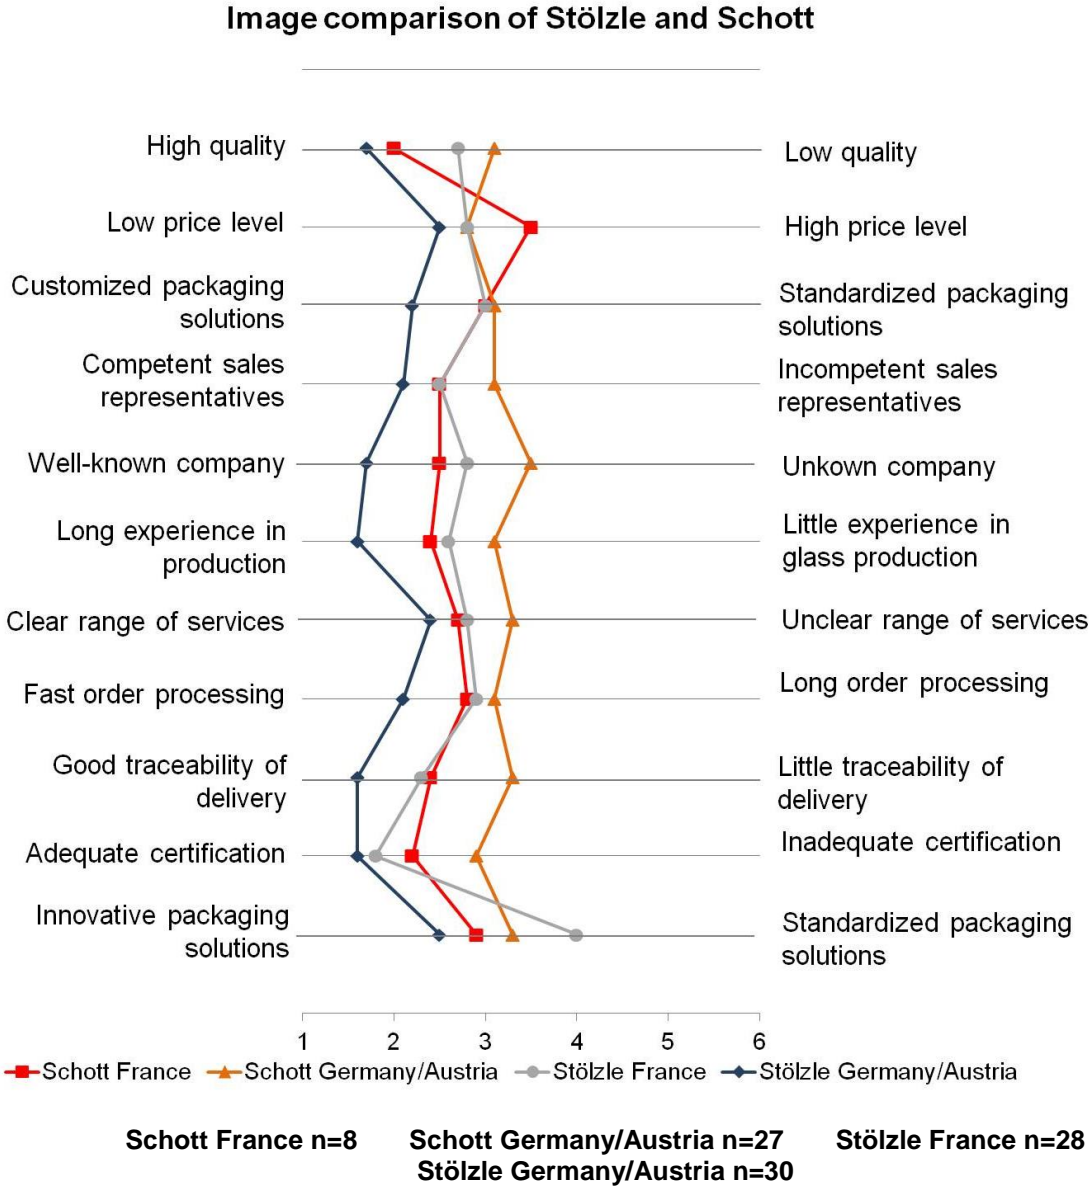 Image comparison of Stölzle and Schott
High quality
Low quality
Low price level
High price level
Customized packaging
solutions
Standardized packaging
solutions
Competent sales
representatives
Incompetent sales
representatives
Well-known company
Unkown company
Long experience in
production
Little experience in
glass production
Clear range of services
Unclear range of services
Fast order processing
Long order processing
Good traceability of
delivery
Little traceability of
delivery
Adequate certification
Inadequate certification
Innovative packaging
solutions
Standardized packaging
solutions
1 2 3 4 5 6
Schott France Schott Germany/Austria Stölzle France Stölzle Germany/Austria
Schott France n=8 Schott Germany/Austria n=27 Stölzle France n=28
Stölzle Germany/Austria n=30